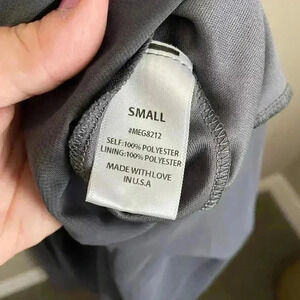 SMALL
#MEG8212
SELF:100% POLYESTER
LINING:100% POLYESTER
MADE WITH LOVE
IN U.S.A